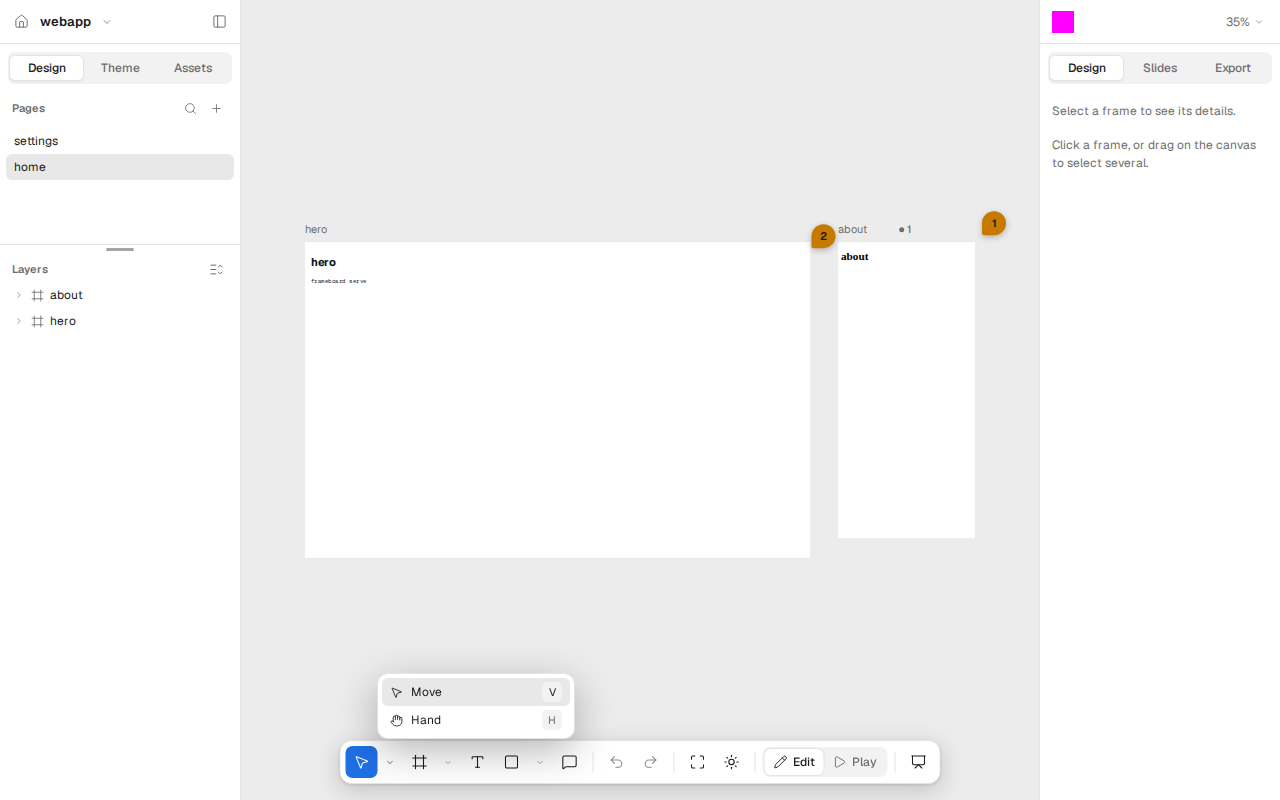 webapp
35%
Design
Theme
Assets
Design
Slides
Export
Pages
Select a frame to see its details.
settings
Click a frame, or drag on the canvas
to select several.
home
hero
2
about
1
1
hero
frameboard serve
about
Layers
about
hero
Move
V
Hand
H
Edit
Play